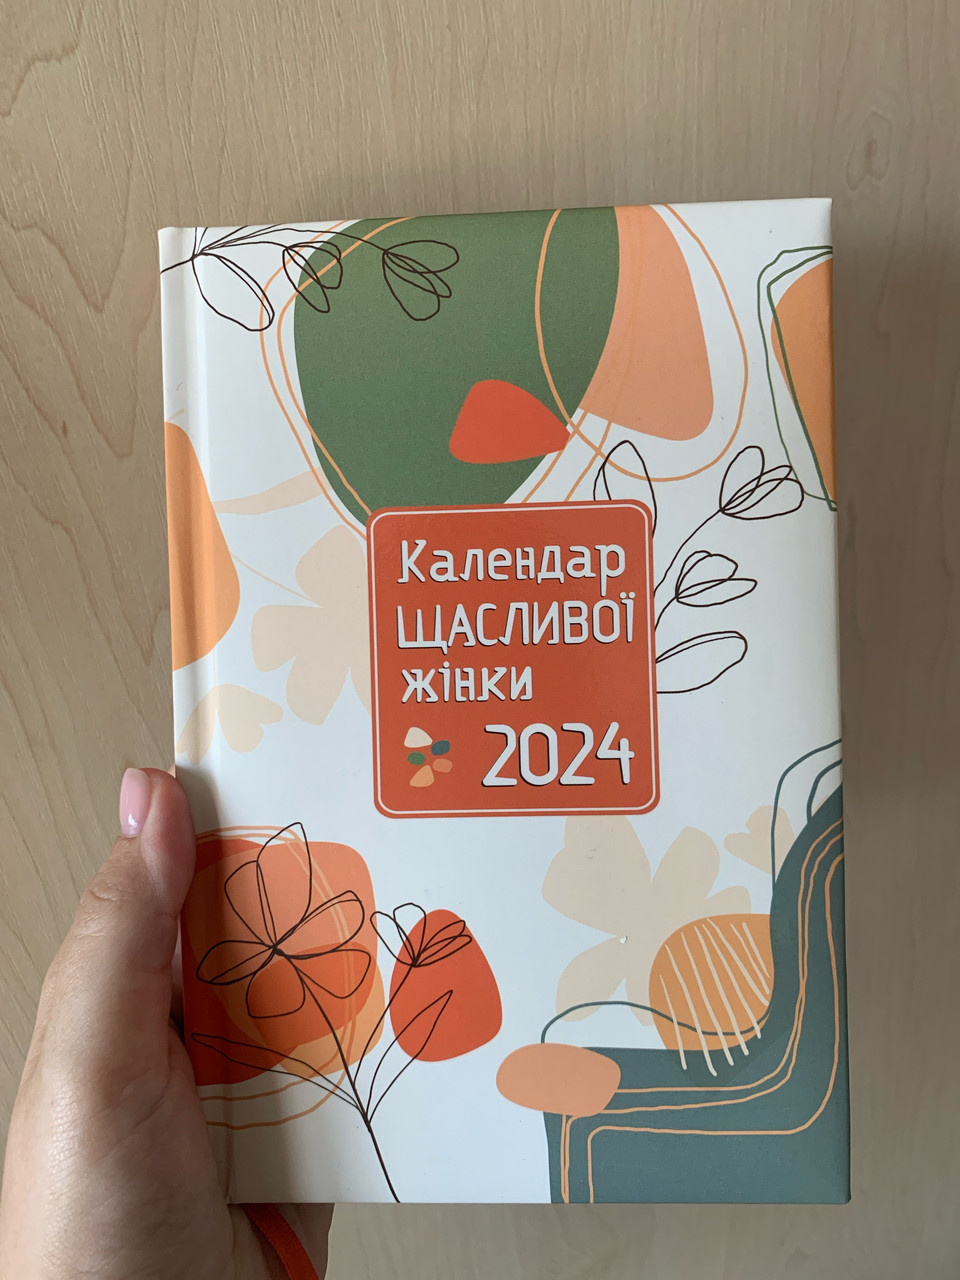 Календар
ЩАСЛИВОЇ
жінки
2024